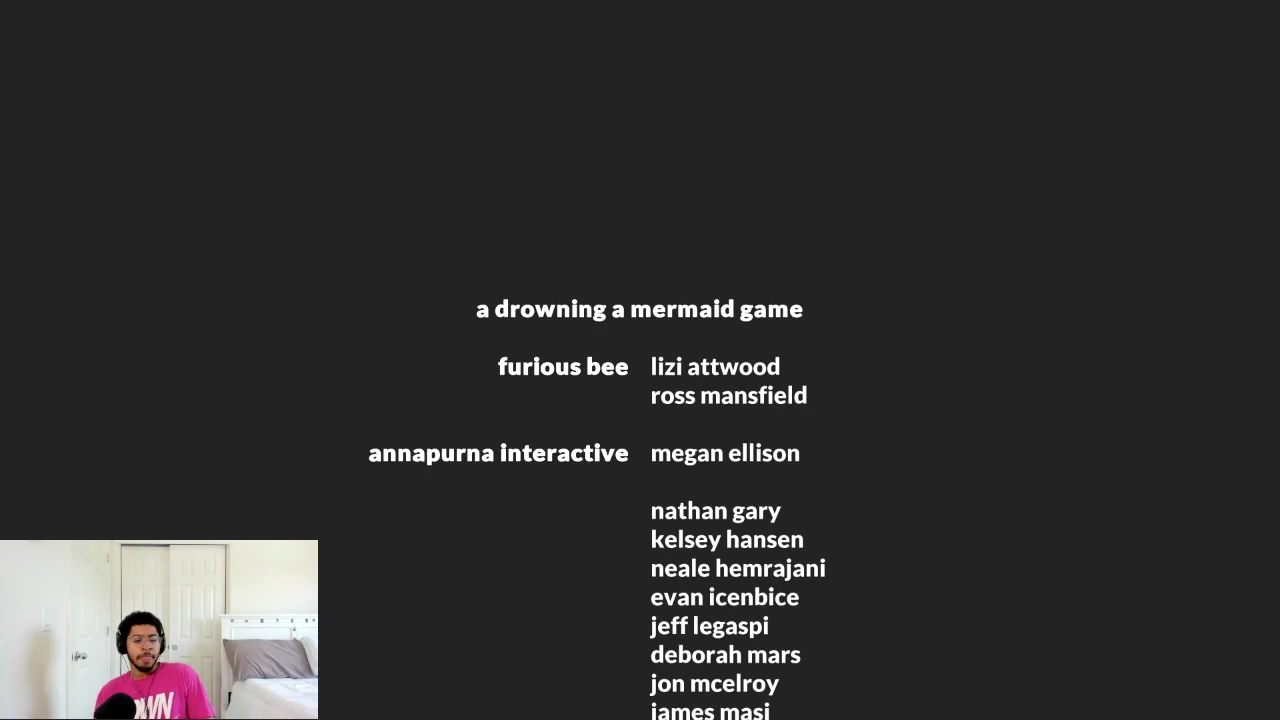 a drowning a mermaid game
furious bee lizi attwood
ross mansfield
annapurna interactive megan ellison
nathan gary
kelsey hansen
neale hemrajani
evan icenbice
jeff legaspi
deborah mars
jon mcelroy
james masi